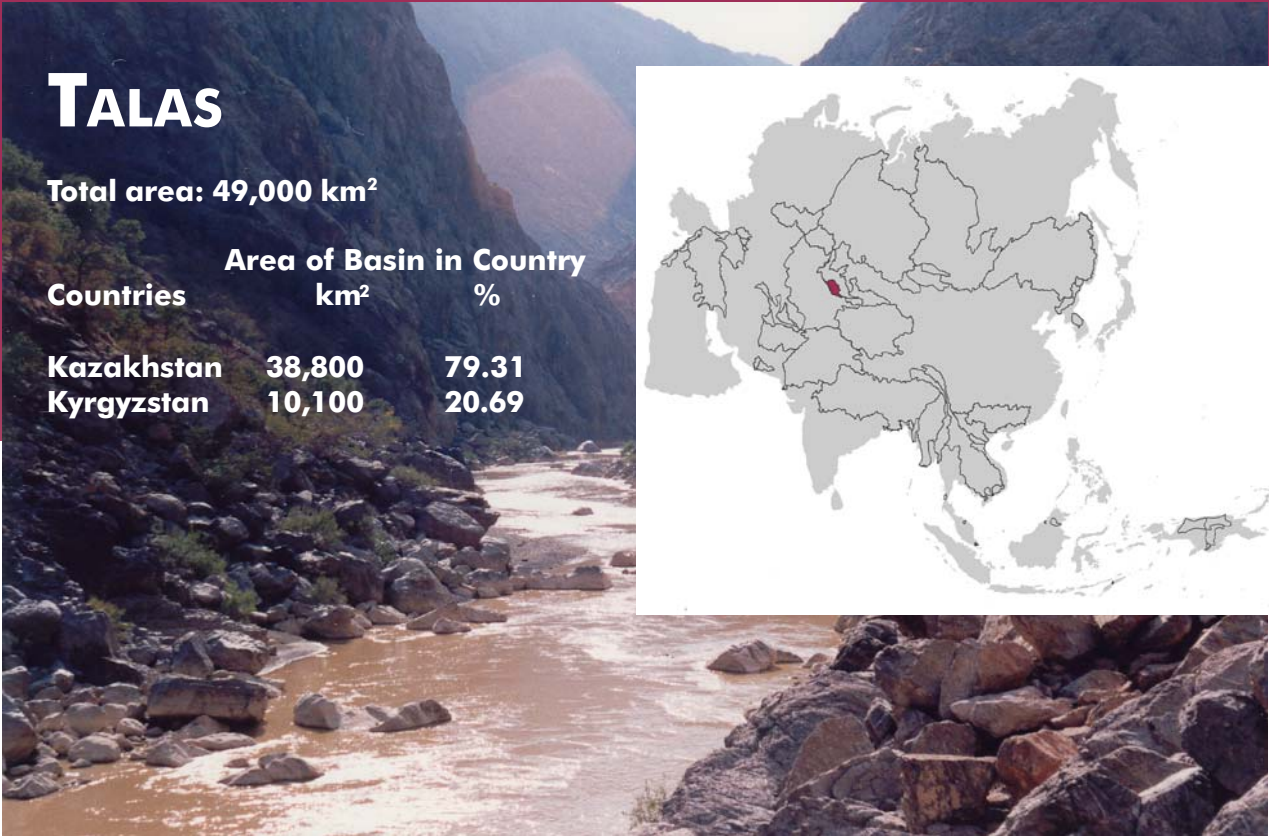 TALAS
Total area: 49,000 km²
Area of Basin in Country
Countries km² %
Kazakhstan 38,800 79.31
Kyrgyzstan 10,100 20.69